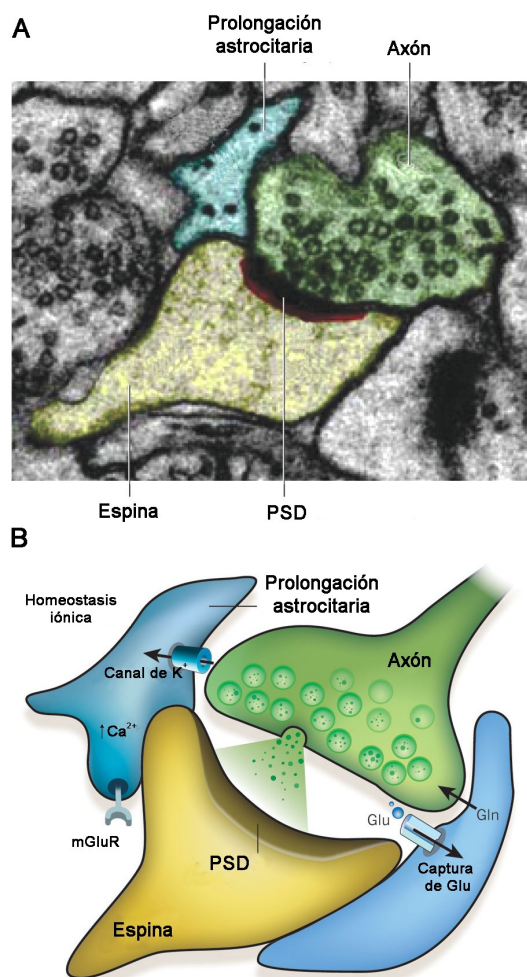 A
Prolongación
astrocitaria
Axón
Espina
PSD
B
Homeostasis
iónica
Prolongación
astrocitaria
Canal de K+
Axón
↑ Ca2+
mGluR
Glu
Gln
PSD
Captura
de Glu
Espina